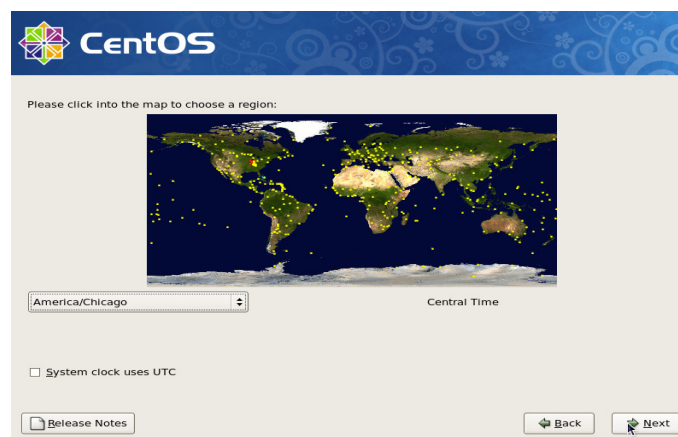 CentOS
Please click into the map to choose a region:
America/Chicago
Central Time
System clock uses UTC
Release Notes
Back
Next